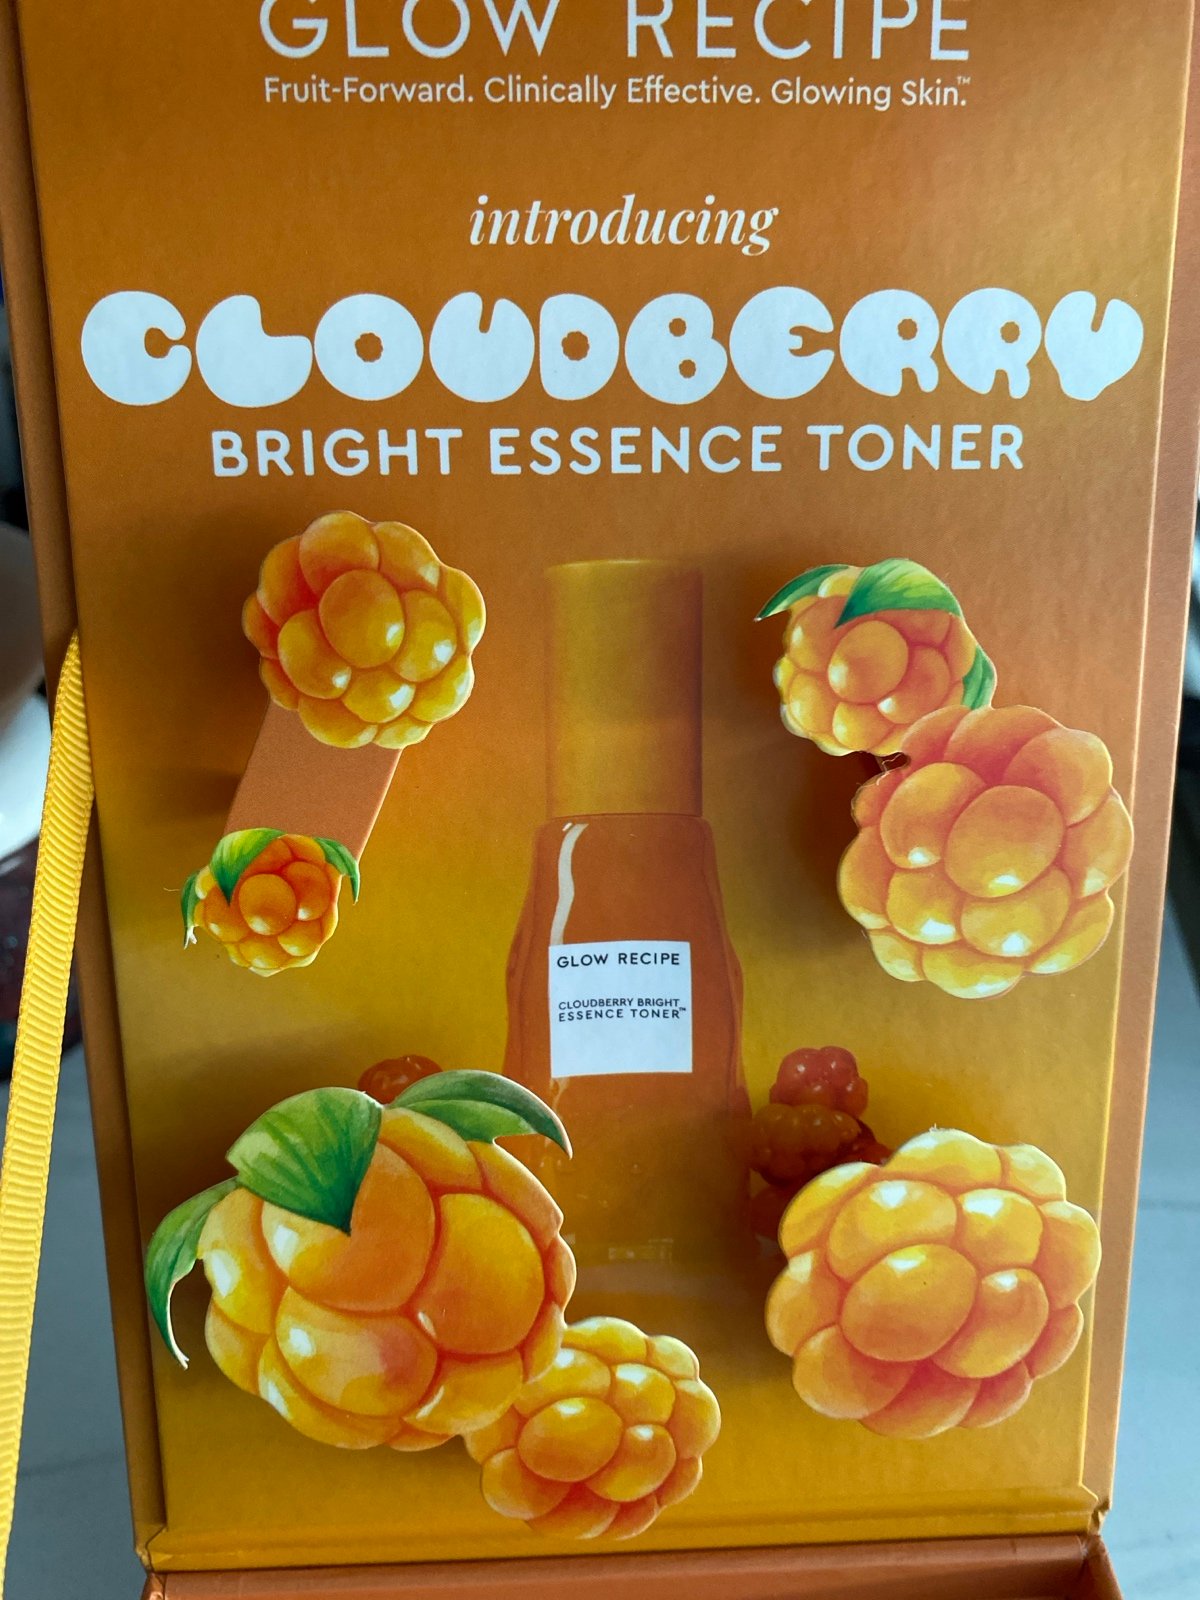 GLOW RECIPE
Fruit-Forward. Clinically Effective. Glowing Skin.™
introducing
CLOUDBERRY
BRIGHT ESSENCE TONER
GLOW RECIPE
CLOUDBERRY BRIGHT
ESSENCE TONER™